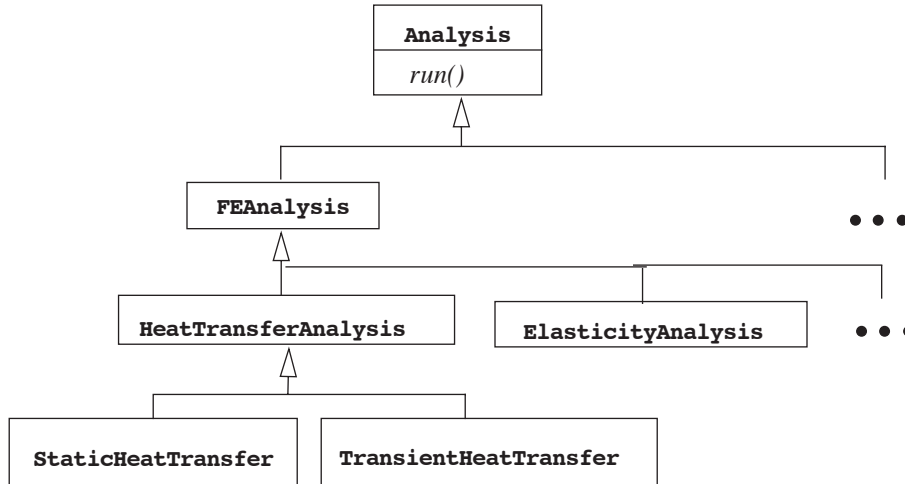 Analysis
run()
FEAnalysis
HeatTransferAnalysis
ElasticityAnalysis
StaticHeatTransfer
TransientHeatTransfer